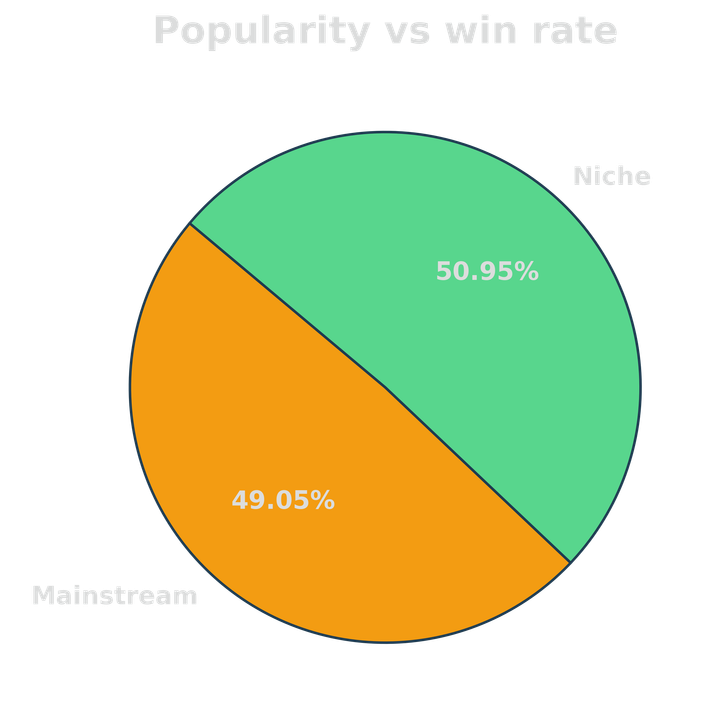 Popularity vs win rate
Niche
50.95%
49.05%
Mainstream